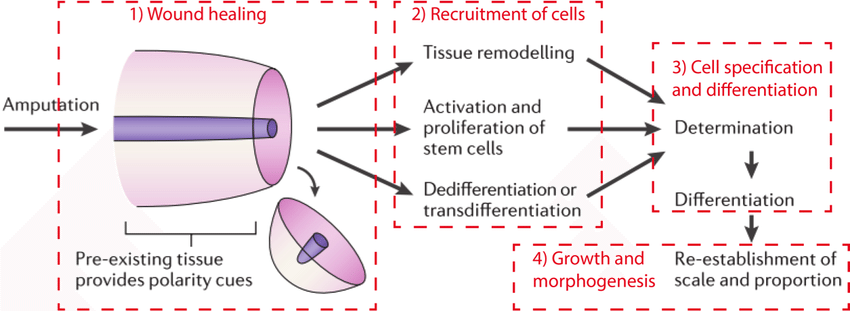 1) Wound healing
Amputation
Pre-existing tissue
provides polarity cues
2) Recruitment of cells
Tissue remodelling
Activation and
proliferation of
stem cells
Dedifferentiation or
transdifferentiation
3) Cell specification
and differentiation
Determination
Differentiation
4) Growth and
morphogenesis
Re-establishment of
scale and proportion